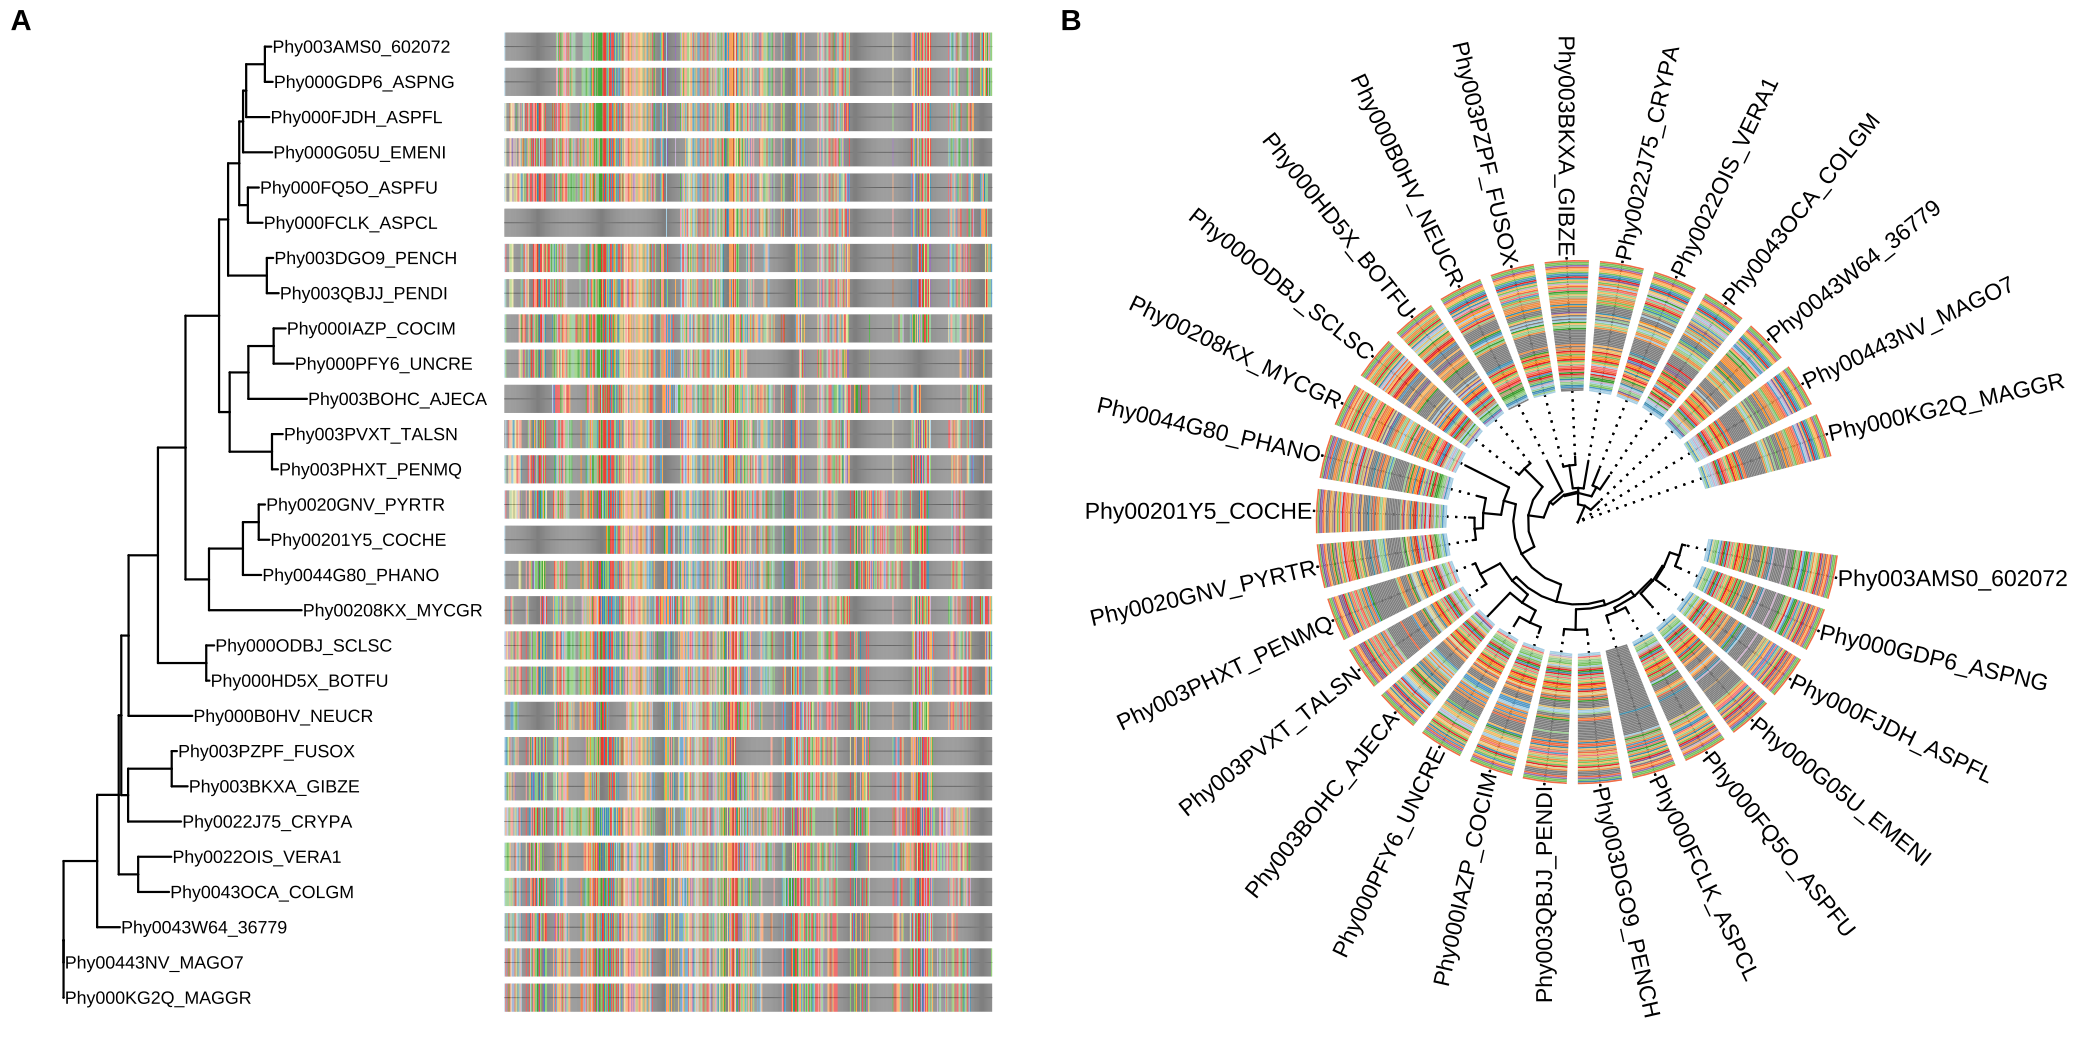 A
Phy003AMS0_602072
Phy000GDP6_ASPNG
Phy000FJDH_ASPFL
Phy000G05U_EMENI
Phy000FQ5O_ASPFU
Phy000FCLK_ASPCL
Phy003DGO9_PENCH
Phy003QBJJ_PENDI
Phy000IAZP_COCIM
Phy000PFY6_UNCRE
Phy003BOHC_AJECA
Phy003PVXT_TALSN
Phy003PHXT_PENMQ
Phy0020GNV_PYRTR
Phy00201Y5_COCHE
Phy0044G80_PHANO
Phy00208KX_MYCGR
Phy000ODBJ_SCLSC
Phy000HD5X_BOTFU
Phy000B0HV_NEUCR
Phy003PZPF_FUSOX
Phy003BKXA_GIBZE
Phy0022J75_CRYPA
Phy0022OIS_VERA1
Phy0043OCA_COLGM
Phy0043W64_36779
Phy00443NV_MAGO7
Phy000KG2Q_MAGGR
B
Phy003AMS0_602072
Phy000GDP6_ASPNG
Phy000FJDH_ASPFL
Phy000G05U_EMENI
Phy000FQ5O_ASPFU
Phy000FCLK_ASPCL
Phy003DGO9_PENCH
Phy003QBJJ_PENDI
Phy000IAZP_COCIM
Phy000PFY6_UNCRE
Phy003BOHC_AJECA
Phy003PVXT_TALSN
Phy003PHXT_PENMQ
Phy0020GNV_PYRTR
Phy00201Y5_COCHE
Phy0044G80_PHANO
Phy00208KX_MYCGR
Phy000ODBJ_SCLSC
Phy000HD5X_BOTFU
Phy000B0HV_NEUCR
Phy003PZPF_FUSOX
Phy003BKXA_GIBZE
Phy0022J75_CRYPA
Phy0022OIS_VERA1
Phy0043OCA_COLGM
Phy0043W64_36779
Phy00443NV_MAGO7
Phy000KG2Q_MAGGR